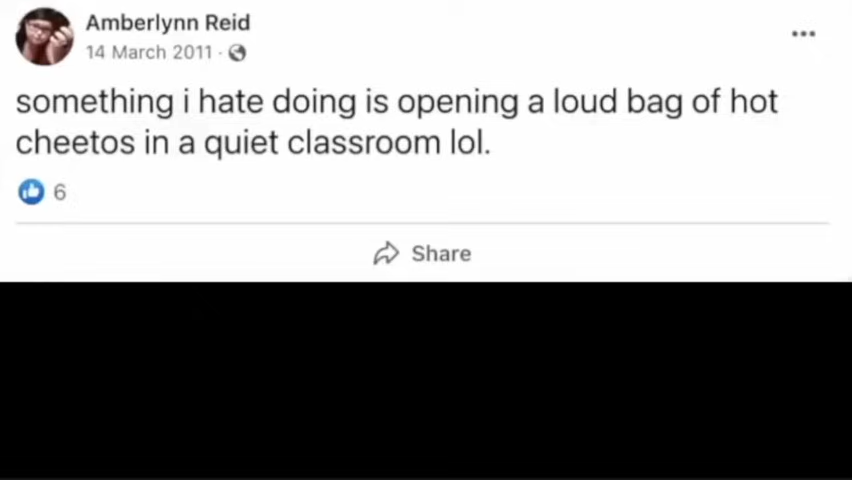 Amberlynn Reid
14 March 2011 ·
something i hate doing is opening a loud bag of hot
cheetos in a quiet classroom lol.
6
Share